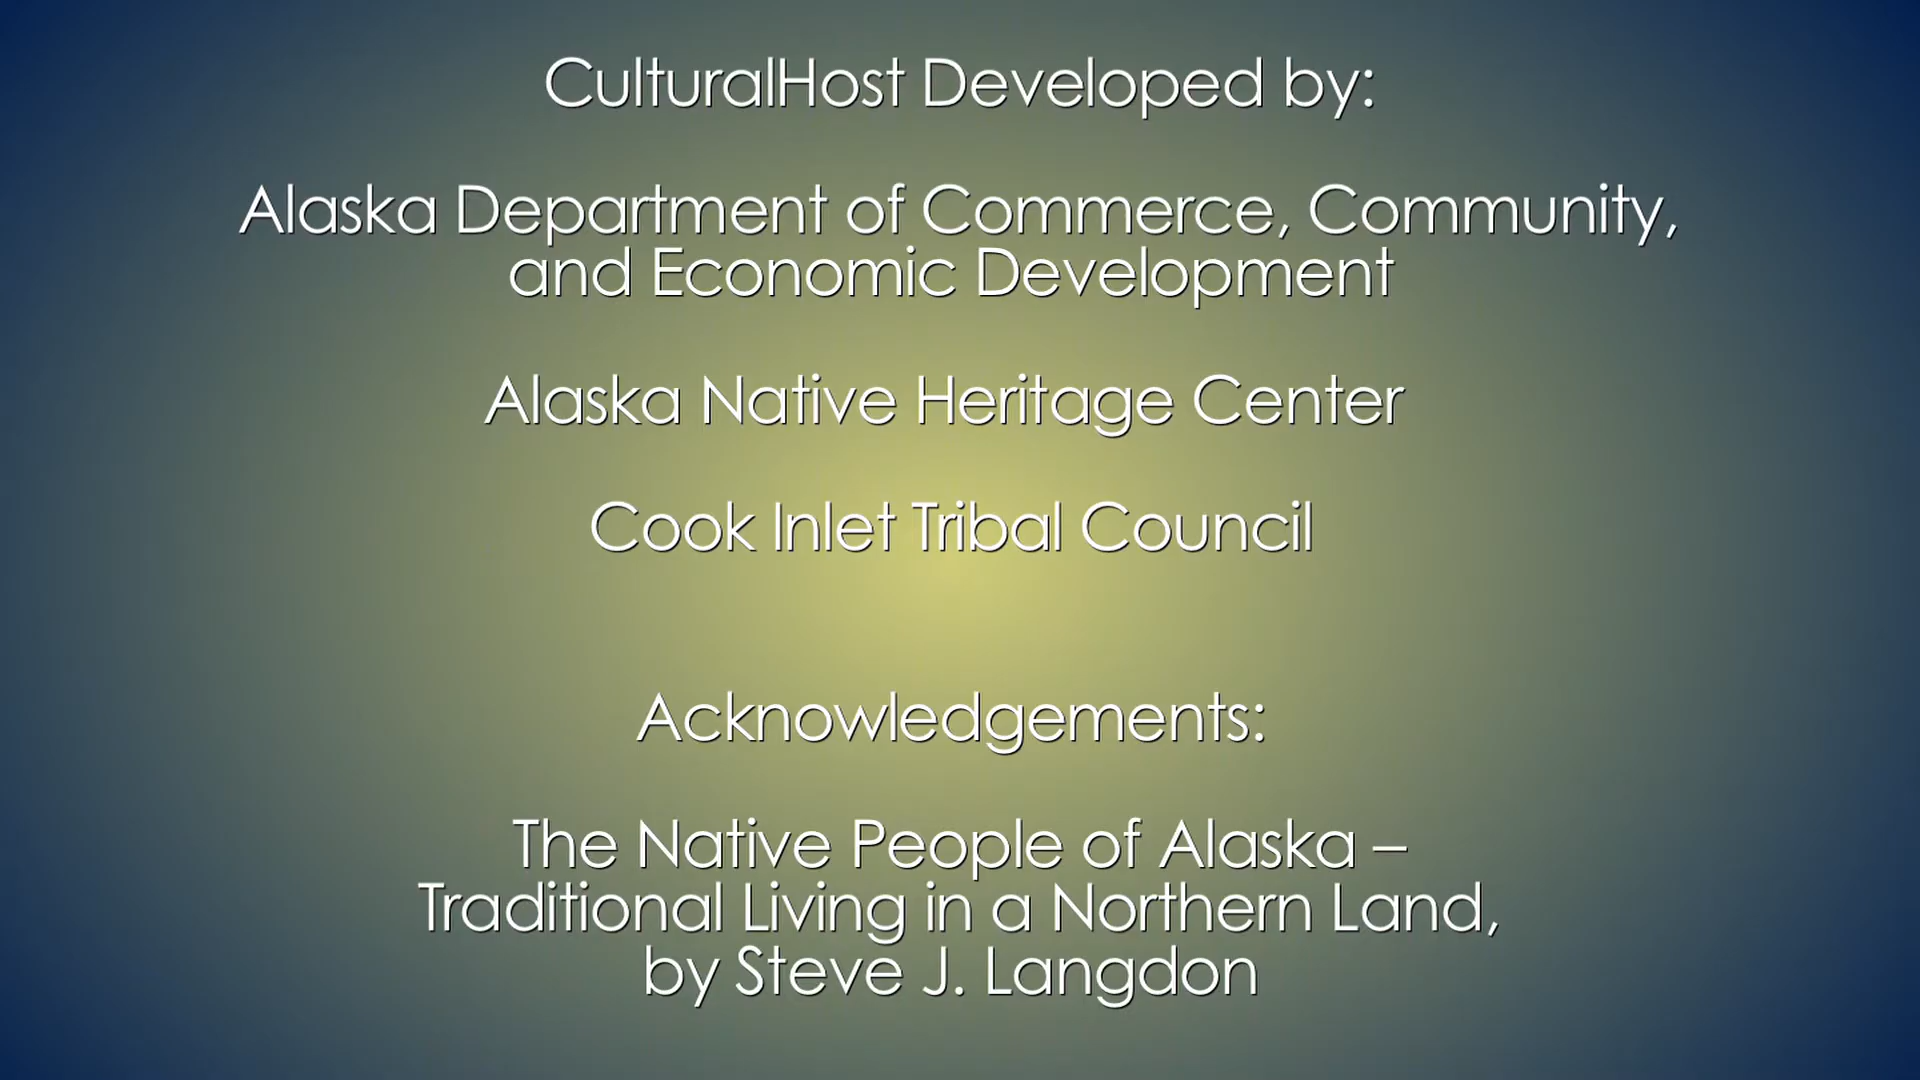 CulturalHost Developed by:
Alaska Department of Commerce, Community,
and Economic Development
Alaska Native Heritage Center
Cook Inlet Tribal Council
Acknowledgements:
The Native People of Alaska –
Traditional Living in a Northern Land,
by Steve J. Langdon